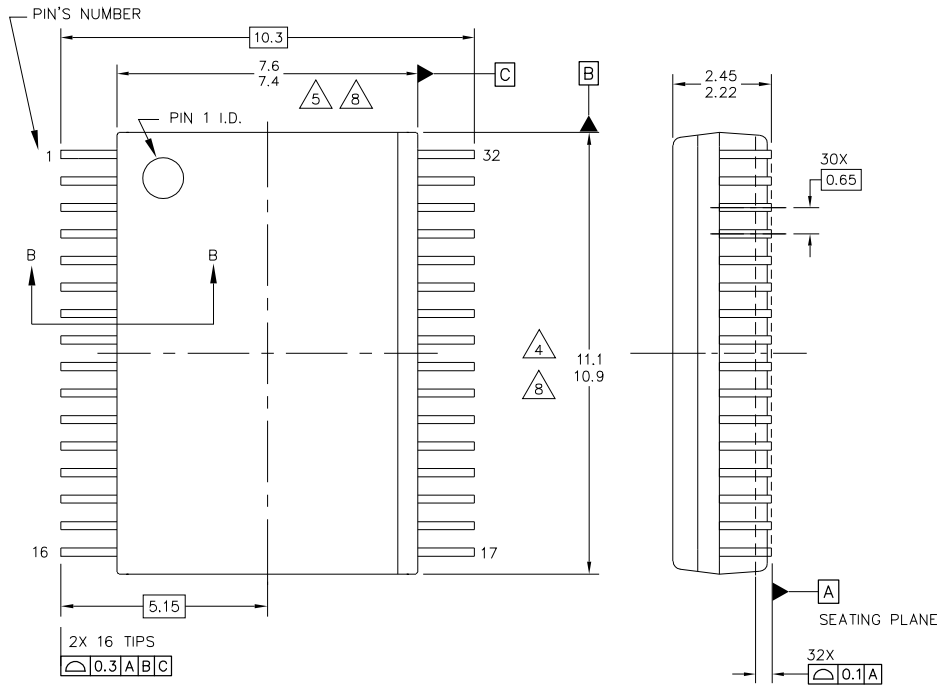 PIN'S NUMBER
10.3
7.6
7.4
5
8
C
B
2.45
2.22
PIN 1 I.D.
1
32
30X
0.65
B
B
4
8
11.1
10.9
16
17
5.15
A
SEATING PLANE
2X 16 TIPS
⌓ 0.3 A B C
32X
⌓ 0.1 A